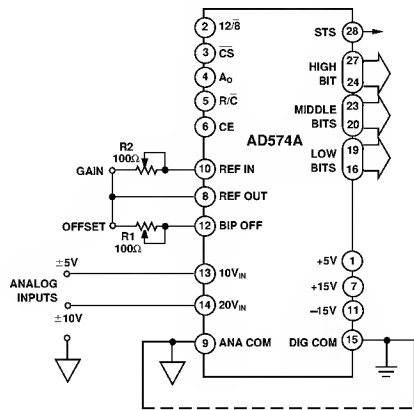 2 12/8̅
3 C̅S̅
4 A₀
5 R/C̅
6 CE
10 REF IN
8 REF OUT
12 BIP OFF
13 10V_IN
14 20V_IN
9 ANA COM
GAIN
R2
100Ω
OFFSET
R1
100Ω
±5V
ANALOG
INPUTS
±10V
AD574A
STS 28
HIGH
BIT
27
24
MIDDLE
BITS
23
20
LOW
BITS
19
16
+5V 1
+15V 7
–15V 11
DIG COM 15